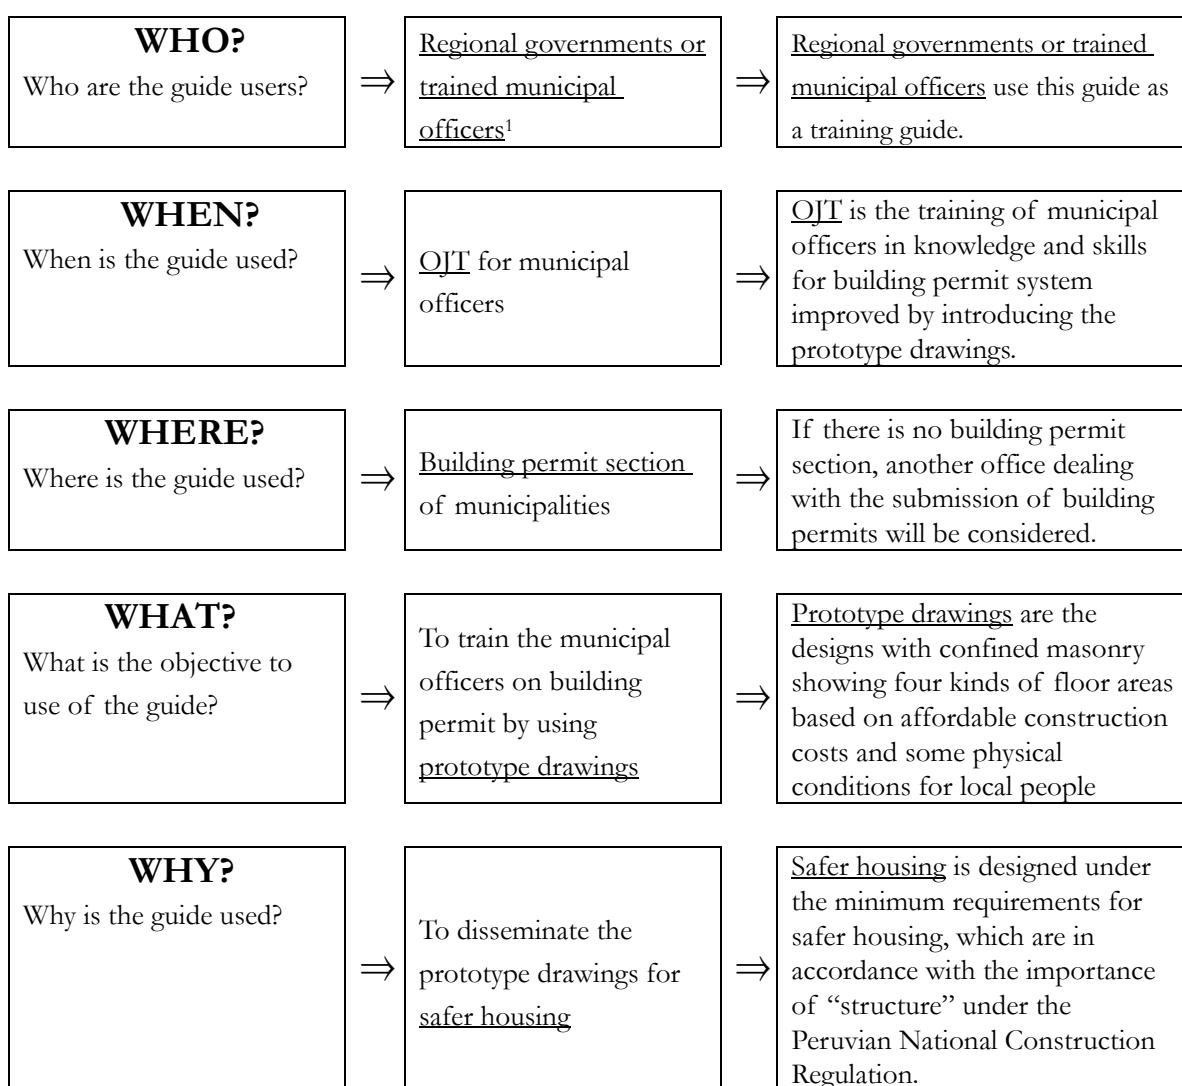 WHO?
Who are the guide users?
⇒
Regional governments or
trained municipal
officers¹
⇒
Regional governments or trained
municipal officers use this guide as
a training guide.
WHEN?
When is the guide used?
⇒
OJT for municipal
officers
⇒
OJT is the training of municipal
officers in knowledge and skills
for building permit system
improved by introducing the
prototype drawings.
WHERE?
Where is the guide used?
⇒
Building permit section
of municipalities
⇒
If there is no building permit
section, another office dealing
with the submission of building
permits will be considered.
WHAT?
What is the objective to
use of the guide?
⇒
To train the municipal
officers on building
permit by using
prototype drawings
⇒
Prototype drawings are the
designs with confined masonry
showing four kinds of floor areas
based on affordable construction
costs and some physical
conditions for local people
WHY?
Why is the guide used?
⇒
To disseminate the
prototype drawings for
safer housing
⇒
Safer housing is designed under
the minimum requirements for
safer housing, which are in
accordance with the importance
of “structure” under the
Peruvian National Construction
Regulation.